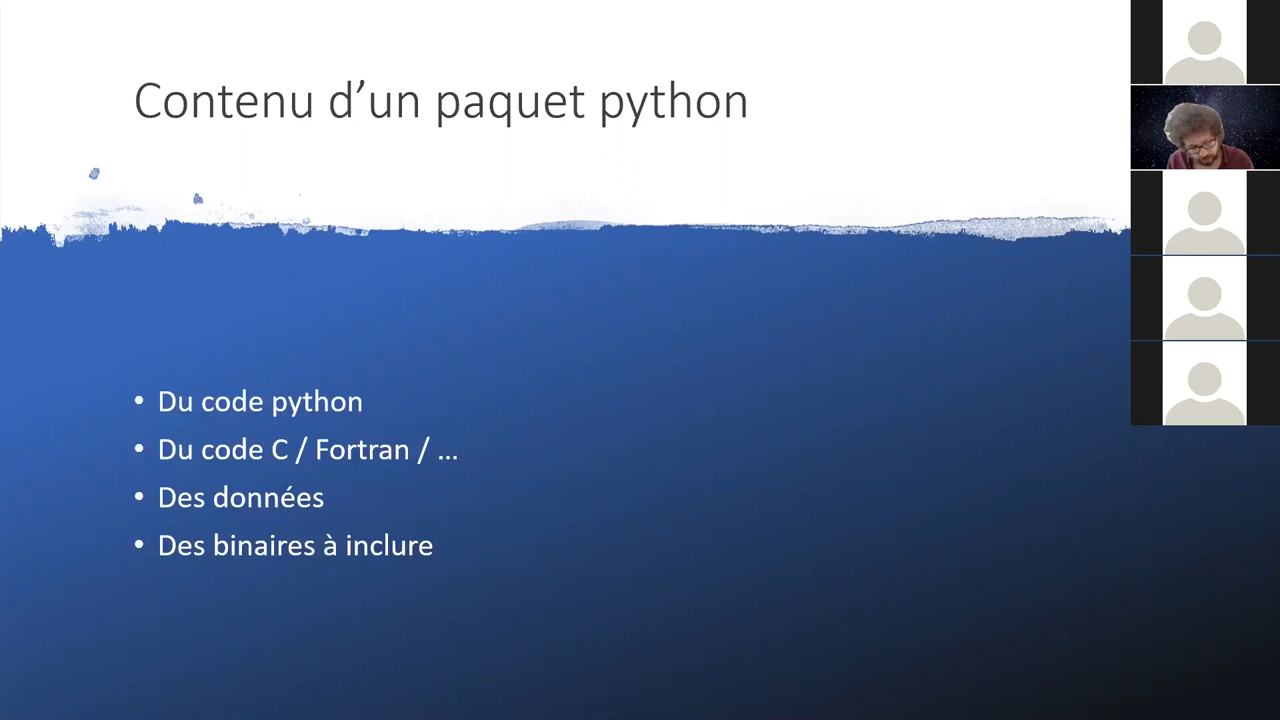 Contenu d’un paquet python
• Du code python
• Du code C / Fortran / …
• Des données
• Des binaires à inclure